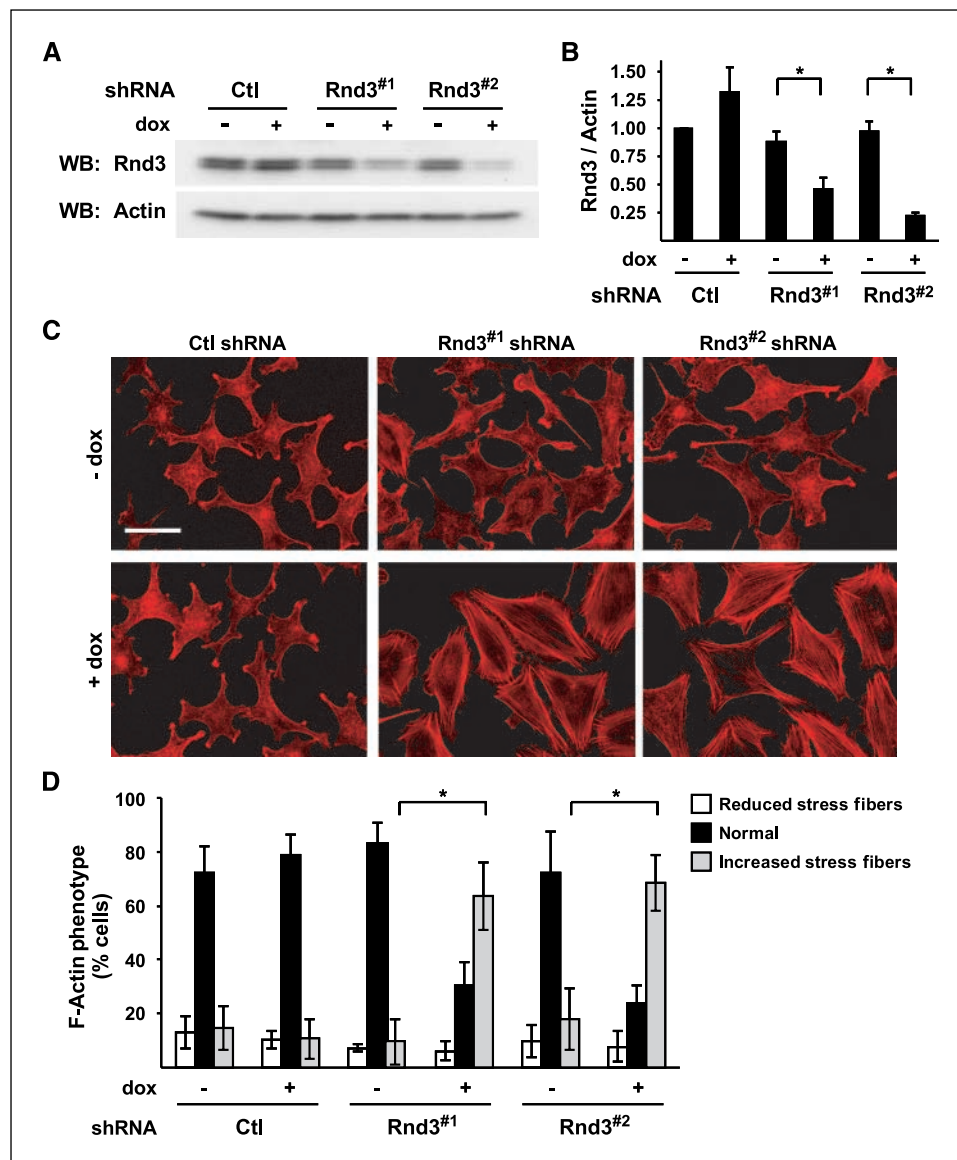 A
shRNA Ctl Rnd3#1 Rnd3#2
dox - + - + - +
WB: Rnd3
WB: Actin
B
Rnd3 / Actin
1.50
1.25
1.00
0.75
0.50
0.25
* *
dox - + - + - +
shRNA Ctl Rnd3#1 Rnd3#2
C
Ctl shRNA Rnd3#1 shRNA Rnd3#2 shRNA
- dox
+ dox
D
F-Actin phenotype
(% cells)
100
80
60
40
20
* *
Reduced stress fibers
Normal
Increased stress fibers
dox - + - + - +
shRNA Ctl Rnd3#1 Rnd3#2